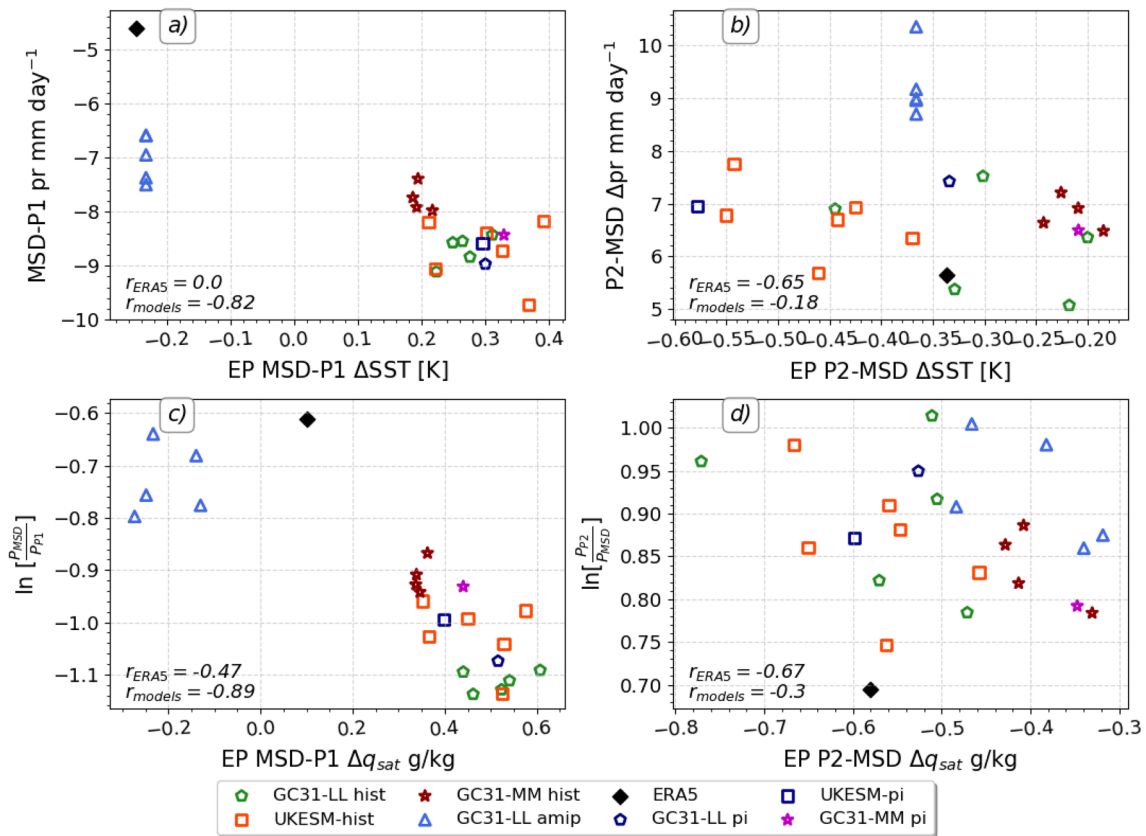 a)
MSD-P1 pr mm day⁻¹
−5
−6
−7
−8
−9
−10
r_ERA5 = 0.0
r_models = -0.82
−0.2 −0.1 0.0 0.1 0.2 0.3 0.4
EP MSD-P1 ΔSST [K]
b)
P2-MSD Δpr mm day⁻¹
10
9
8
7
6
5
r_ERA5 = -0.65
r_models = -0.18
−0.60 −0.55 −0.50 −0.45 −0.40 −0.35 −0.30 −0.25 −0.20
EP P2-MSD ΔSST [K]
c)
ln [P_MSD/P_P1]
−0.6
−0.7
−0.8
−0.9
−1.0
−1.1
r_ERA5 = -0.47
r_models = -0.89
−0.2 0.0 0.2 0.4 0.6
EP MSD-P1 Δq_sat g/kg
d)
ln[P_P2/P_MSD]
1.00
0.95
0.90
0.85
0.80
0.75
0.70
r_ERA5 = -0.67
r_models = -0.3
−0.8 −0.7 −0.6 −0.5 −0.4 −0.3
EP P2-MSD Δq_sat g/kg
GC31-LL hist GC31-MM hist ERA5 UKESM-pi
UKESM-hist GC31-LL amip GC31-LL pi GC31-MM pi